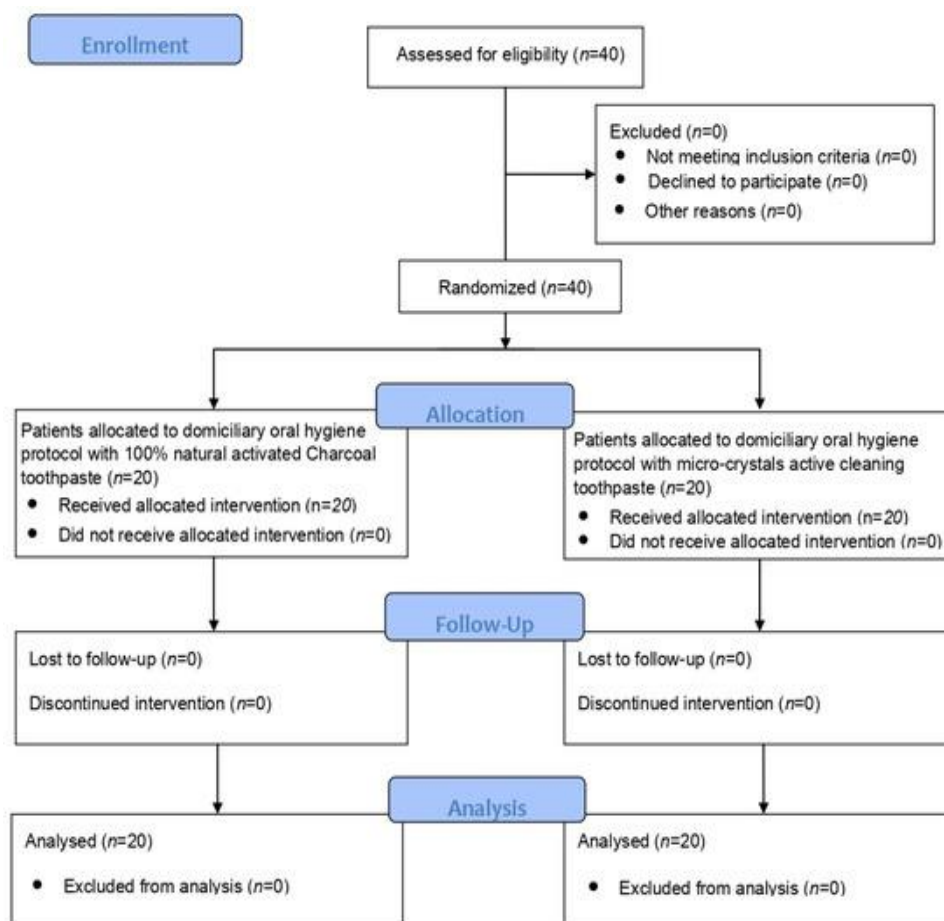 Enrollment
Assessed for eligibility (n=40)
Excluded (n=0)
● Not meeting inclusion criteria (n=0)
● Declined to participate (n=0)
● Other reasons (n=0)
Randomized (n=40)
Allocation
Patients allocated to domiciliary oral hygiene
protocol with 100% natural activated Charcoal
toothpaste (n=20)
● Received allocated intervention (n=20)
● Did not receive allocated intervention (n=0)
Patients allocated to domiciliary oral hygiene
protocol with micro-crystals active cleaning
toothpaste (n=20)
● Received allocated intervention (n=20)
● Did not receive allocated intervention (n=0)
Follow-Up
Lost to follow-up (n=0)
Discontinued intervention (n=0)
Lost to follow-up (n=0)
Discontinued intervention (n=0)
Analysis
Analysed (n=20)
● Excluded from analysis (n=0)
Analysed (n=20)
● Excluded from analysis (n=0)